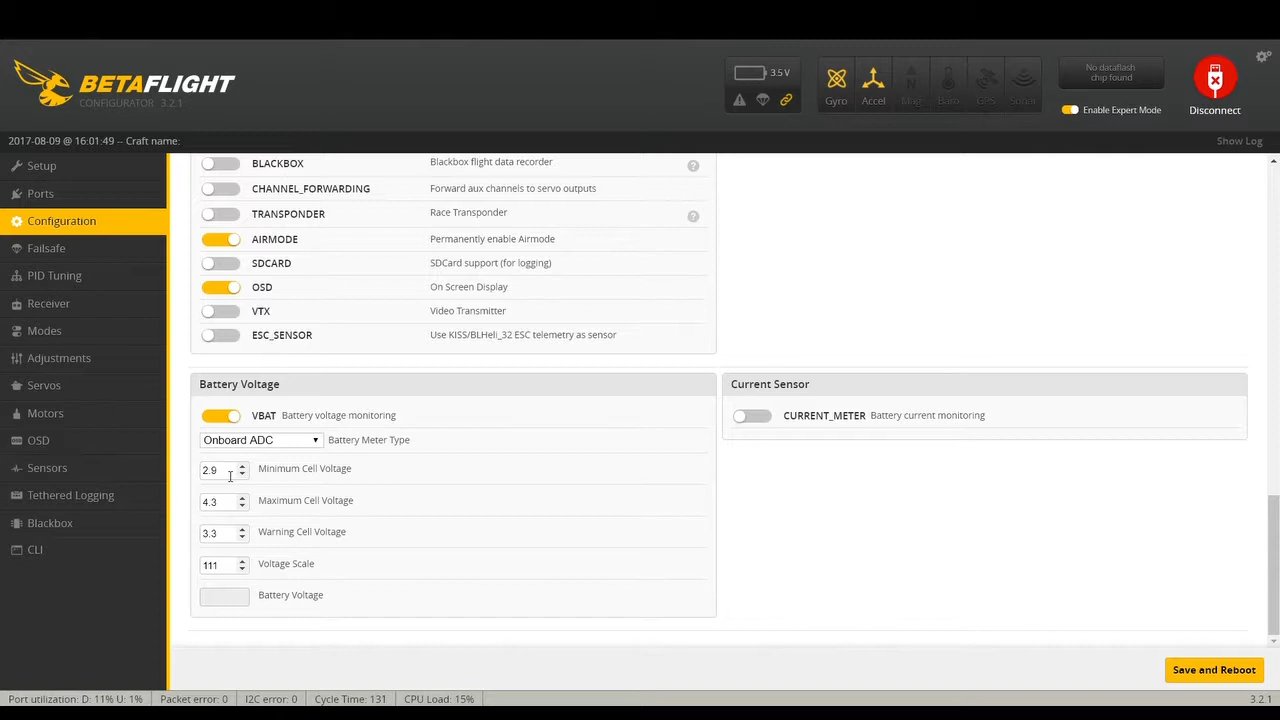 BETAFLIGHT
CONFIGURATOR 3.2.1
3.5 V
Gyro
Accel
Mag
Baro
GPS
Sonar
No dataflash
chip found
Enable Expert Mode
Disconnect
2017-08-09 @ 16:01:49 -- Craft name:
Show Log
Setup
Ports
Configuration
Failsafe
PID Tuning
Receiver
Modes
Adjustments
Servos
Motors
OSD
Sensors
Tethered Logging
Blackbox
CLI
BLACKBOX Blackbox flight data recorder ?
CHANNEL_FORWARDING Forward aux channels to servo outputs
TRANSPONDER Race Transponder ?
AIRMODE Permanently enable Airmode
SDCARD SDCard support (for logging)
OSD On Screen Display
VTX Video Transmitter
ESC_SENSOR Use KISS/BLHeli_32 ESC telemetry as sensor
Battery Voltage
VBAT Battery voltage monitoring
Onboard ADC Battery Meter Type
2.9 Minimum Cell Voltage
4.3 Maximum Cell Voltage
3.3 Warning Cell Voltage
111 Voltage Scale
Battery Voltage
Current Sensor
CURRENT_METER Battery current monitoring
Save and Reboot
Port utilization: D: 11% U: 1% Packet error: 0 I2C error: 0 Cycle Time: 131 CPU Load: 15% 3.2.1